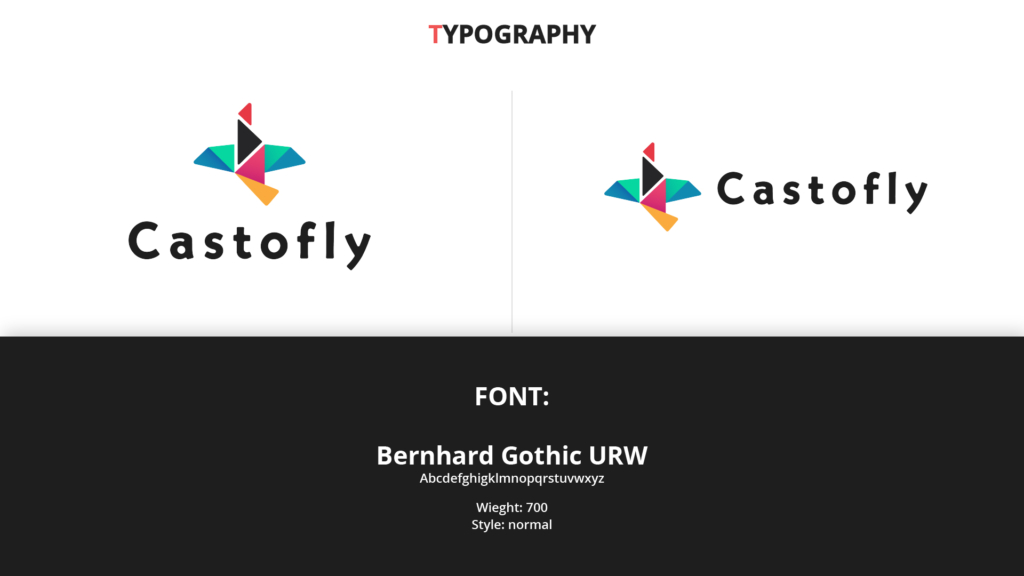 TYPOGRAPHY
Castofly
Castofly
FONT:
Bernhard Gothic URW
Abcdefghigklmnopqrstuvwxyz
Wieght: 700
Style: normal